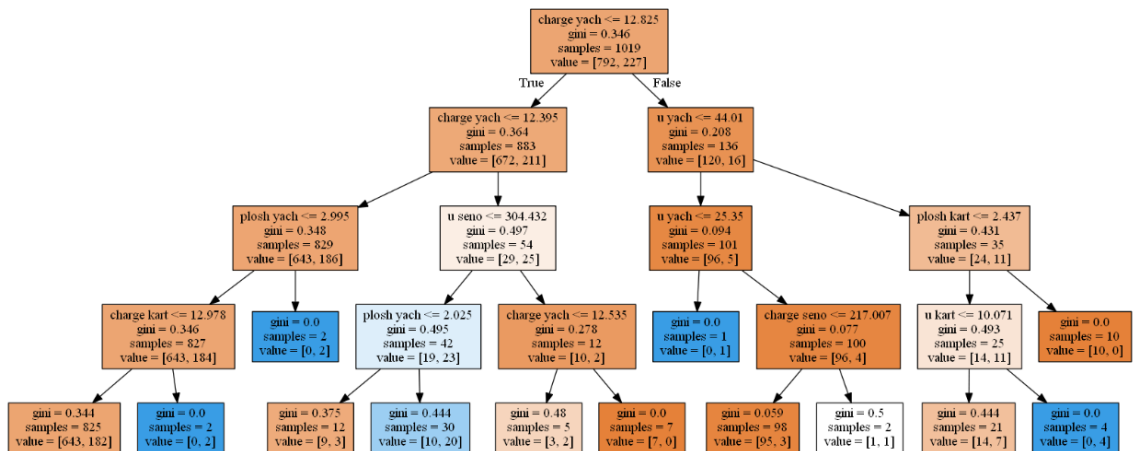 charge yach <= 12.825
gini = 0.346
samples = 1019
value = [792, 227]
True
False
charge yach <= 12.395
gini = 0.364
samples = 883
value = [672, 211]
u yach <= 44.01
gini = 0.208
samples = 136
value = [120, 16]
plosh yach <= 2.995
gini = 0.348
samples = 829
value = [643, 186]
u seno <= 304.432
gini = 0.497
samples = 54
value = [29, 25]
u yach <= 25.35
gini = 0.094
samples = 101
value = [96, 5]
plosh kart <= 2.437
gini = 0.431
samples = 35
value = [24, 11]
charge kart <= 12.978
gini = 0.346
samples = 827
value = [643, 184]
gini = 0.0
samples = 2
value = [0, 2]
plosh yach <= 2.025
gini = 0.495
samples = 42
value = [19, 23]
charge yach <= 12.535
gini = 0.278
samples = 12
value = [10, 2]
gini = 0.0
samples = 1
value = [0, 1]
charge seno <= 217.007
gini = 0.077
samples = 100
value = [96, 4]
u kart <= 10.071
gini = 0.493
samples = 25
value = [14, 11]
gini = 0.0
samples = 10
value = [10, 0]
gini = 0.344
samples = 825
value = [643, 182]
gini = 0.0
samples = 2
value = [0, 2]
gini = 0.375
samples = 12
value = [9, 3]
gini = 0.444
samples = 30
value = [10, 20]
gini = 0.48
samples = 5
value = [3, 2]
gini = 0.0
samples = 7
value = [7, 0]
gini = 0.059
samples = 98
value = [95, 3]
gini = 0.5
samples = 2
value = [1, 1]
gini = 0.444
samples = 21
value = [14, 7]
gini = 0.0
samples = 4
value = [0, 4]